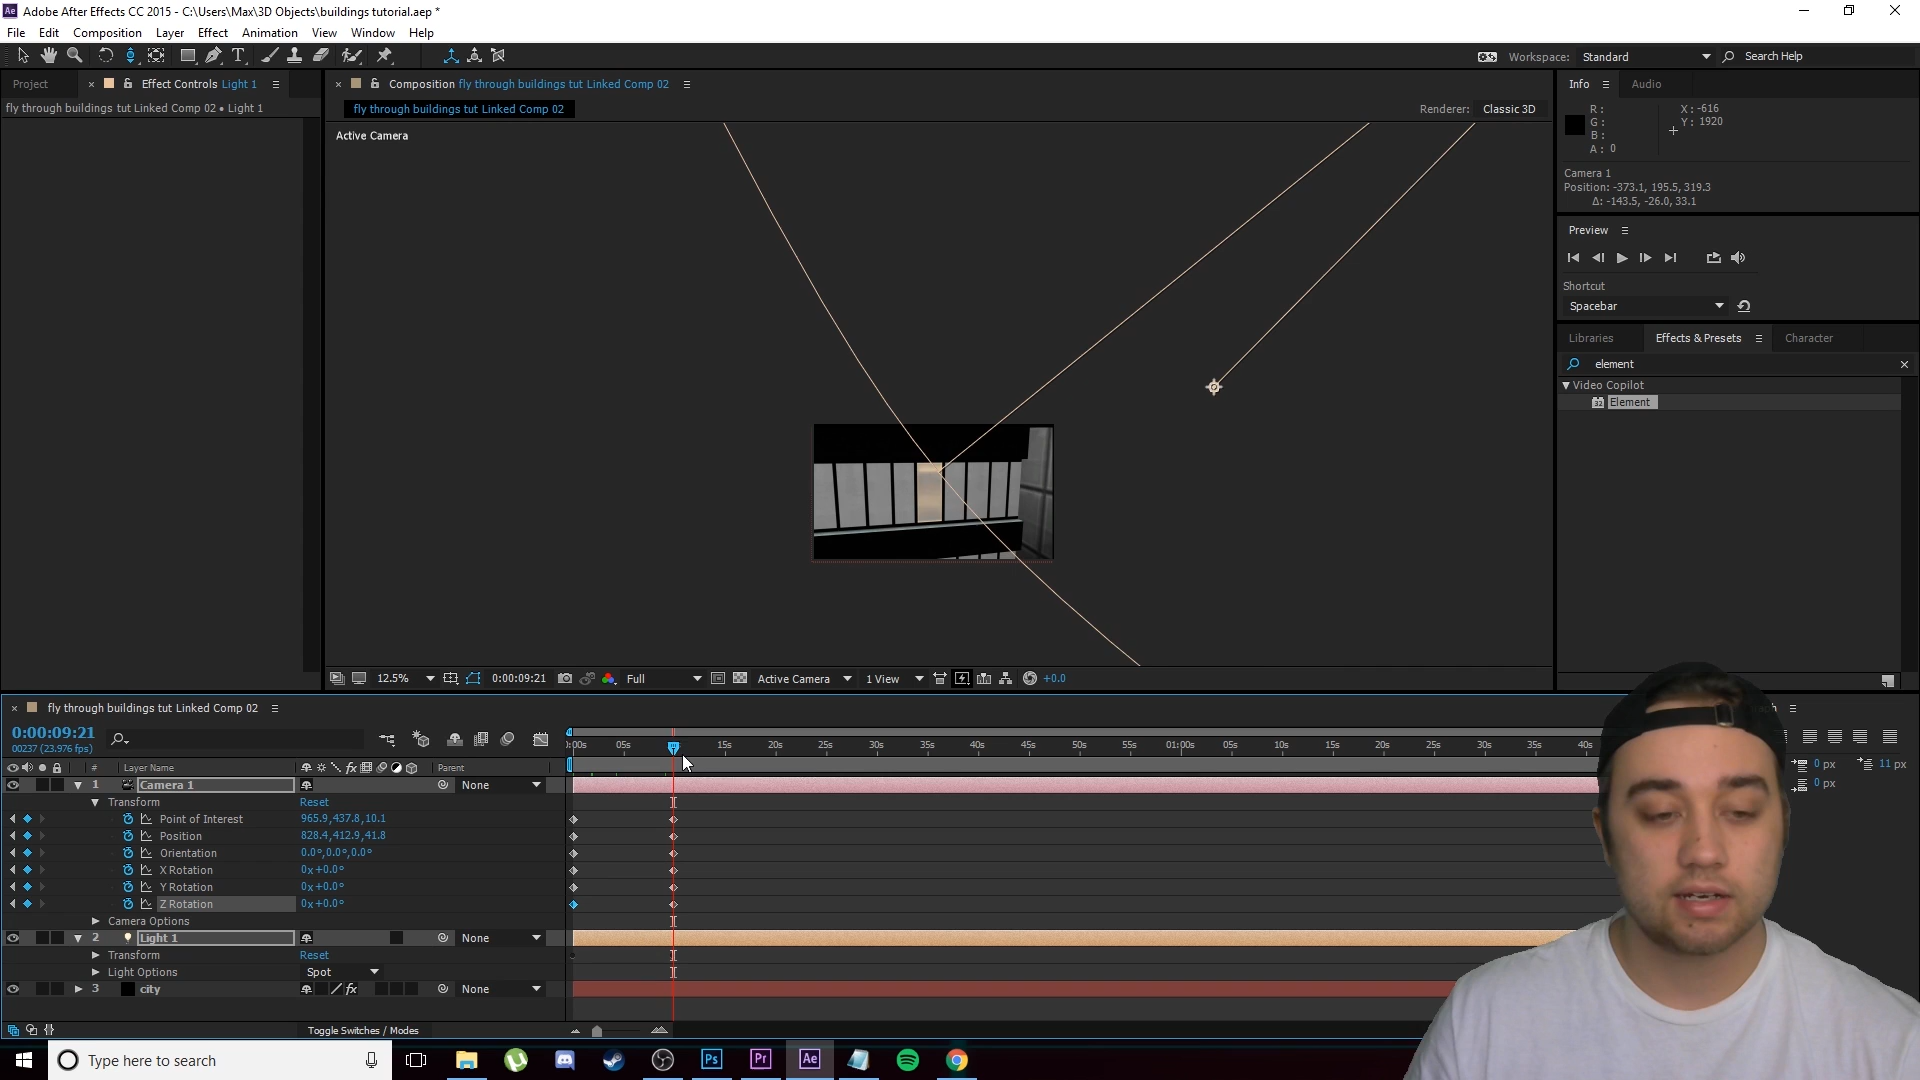 Ae Adobe After Effects CC 2015 - C:\Users\Max\3D Objects\buildings tutorial.aep *
File Edit Composition Layer Effect Animation View Window Help
T Workspace: Standard Search Help
Project Effect Controls Light 1 Composition fly through buildings tut Linked Comp 02 Info Audio
fly through buildings tut Linked Comp 02 • Light 1 fly through buildings tut Linked Comp 02 Renderer: Classic 3D
Active Camera
R: X: -616
G: Y: 1920
B:
A: 0
Camera 1
Position: -373.1, 195.5, 319.3
Δ: -143.5, -26.0, 33.1
Preview
Shortcut
Spacebar
Libraries Effects & Presets Character
element
Video Copilot
32 Element
12.5% 0:00:09:21 Full Active Camera 1 View +0.0
fly through buildings tut Linked Comp 02
0:00:09:21
00237 (23.976 fps)
):00s 05s 15s 20s 25s 30s 35s 40s 45s 50s 55s 01:00s 05s 10s 15s 20s 25s 30s 35s 40s
# Layer Name fx Parent
1 Camera 1 None
Transform Reset
Point of Interest 965.9,437.8,10.1
Position 828.4,412.9,41.8
Orientation 0.0°,0.0°,0.0°
X Rotation 0x+0.0°
Y Rotation 0x+0.0°
Z Rotation 0x+0.0°
Camera Options
2 Light 1 None
Transform Reset
Light Options Spot
3 city fx None
Toggle Switches / Modes
0 px 11 px
0 px
Type here to search Ps Pr Ae